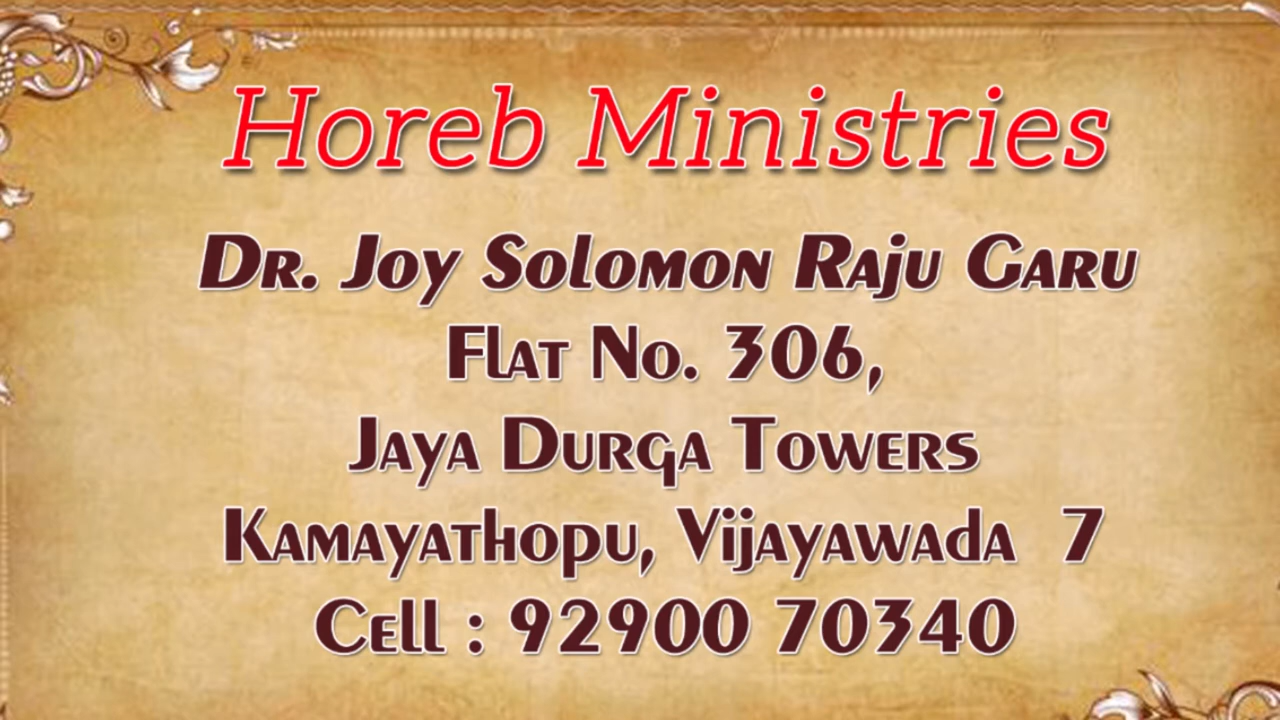 Horeb Ministries
Dr. Joy Solomon Raju Garu
Flat No. 306,
Jaya Durga Towers
Kamayathopu, Vijayawada 7
Cell : 92900 70340